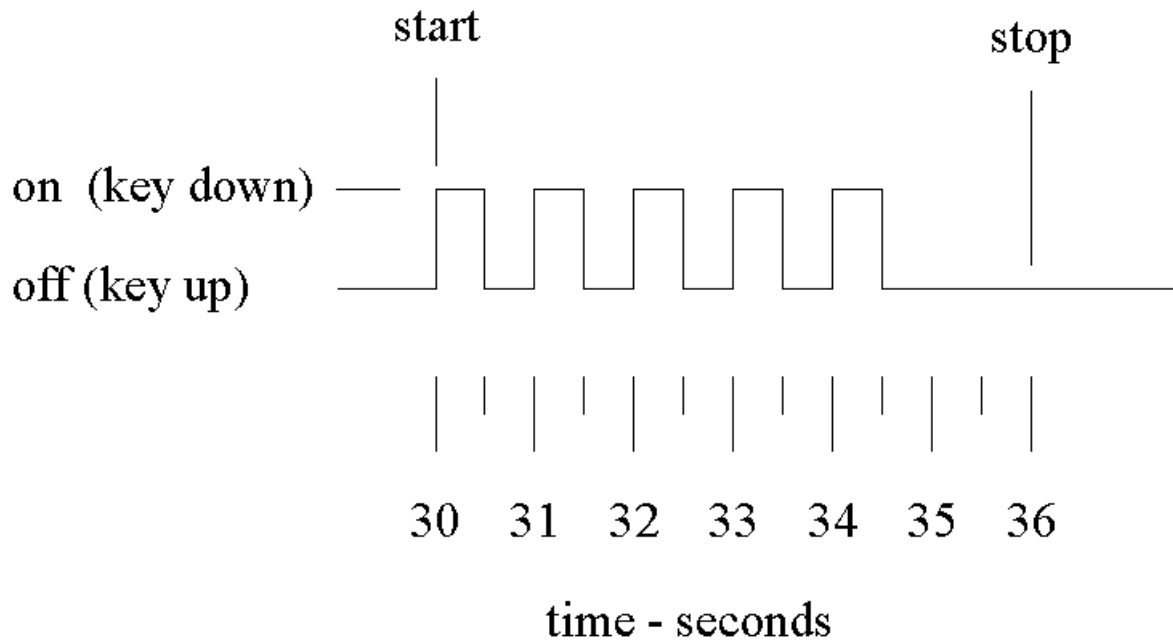 start
stop
on (key down)
off (key up)
30 31 32 33 34 35 36
time - seconds